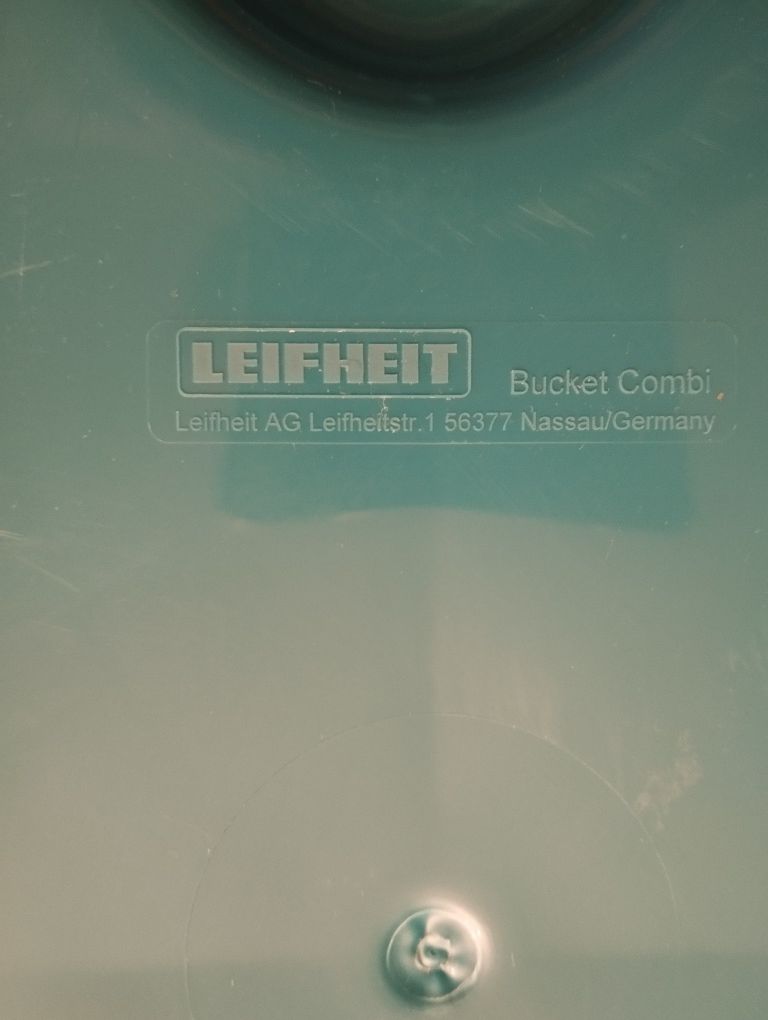 LEIFHEIT Bucket Combi
Leifheit AG Leifheitstr.1 56377 Nassau/Germany